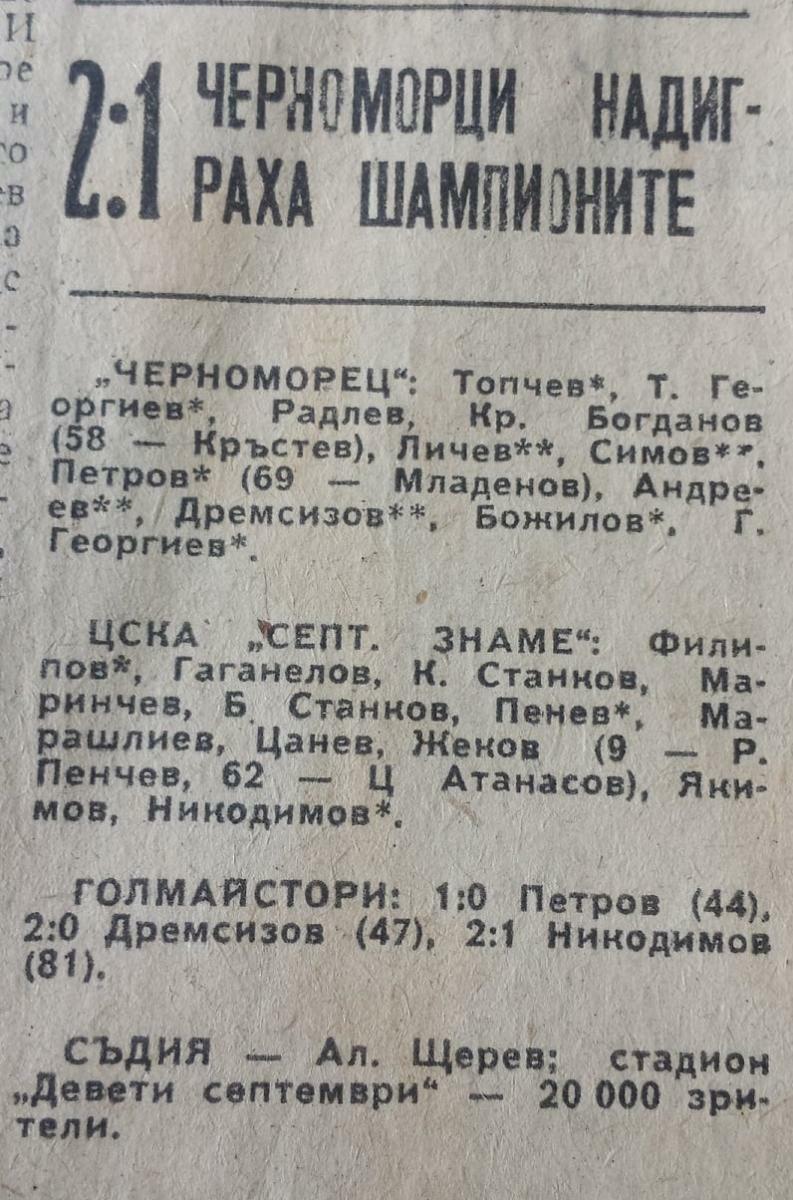 2:1 ЧЕРНОМОРЦИ НАДИГ-
РАХА ШАМПИОНИТЕ
„ЧЕРНОМОРЕЦ“: Топчев*, Т. Ге-
оргиев*, Радлев, Кр. Богданов
(58 — Кръстев), Личев**, Симов**,
Петров* (69 — Младенов), Андре-
ев**, Дремсизов**, Божилов*, Г.
Георгиев*.
ЦСКА „СЕПТ. ЗНАМЕ“: Фили-
пов*, Гаганелов, К. Станков, Ма-
ринчев, Б. Станков, Пенев*, Ма-
рашлиев, Цанев, Жеков (9 — Р.
Пенчев, 62 — Ц Атанасов), Яки-
мов, Никодимов*.
ГОЛМАЙСТОРИ: 1:0 Петров (44),
2:0 Дремсизов (47), 2:1 Никодимов
(81).
СЪДИЯ — Ал. Щерев; стадион
„Девети септември“ — 20 000 зри-
тели.